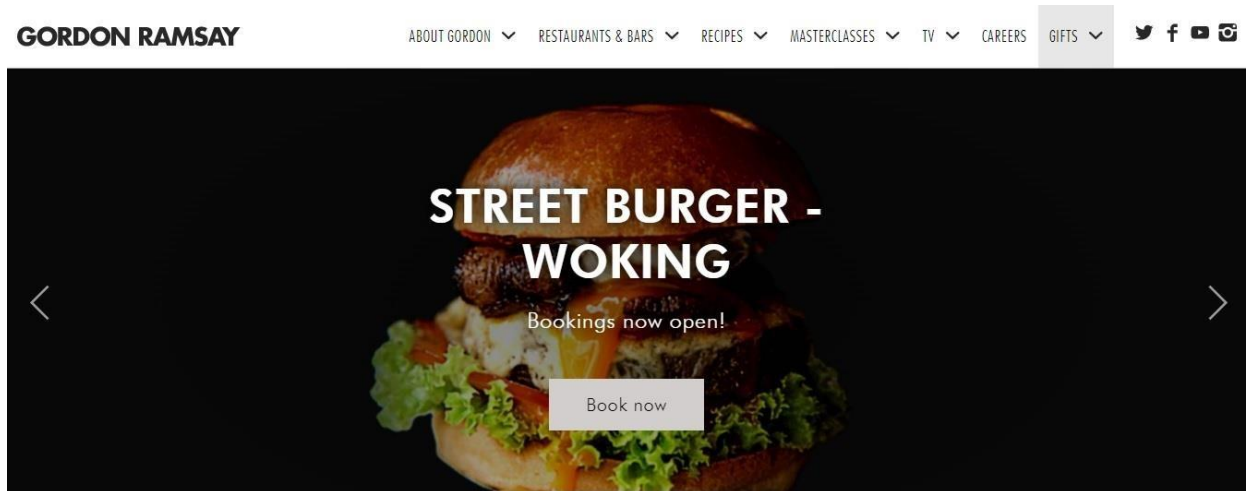 GORDON RAMSAY
ABOUT GORDON RESTAURANTS & BARS RECIPES MASTERCLASSES TV CAREERS GIFTS
STREET BURGER -
WOKING
Bookings now open!
Book now